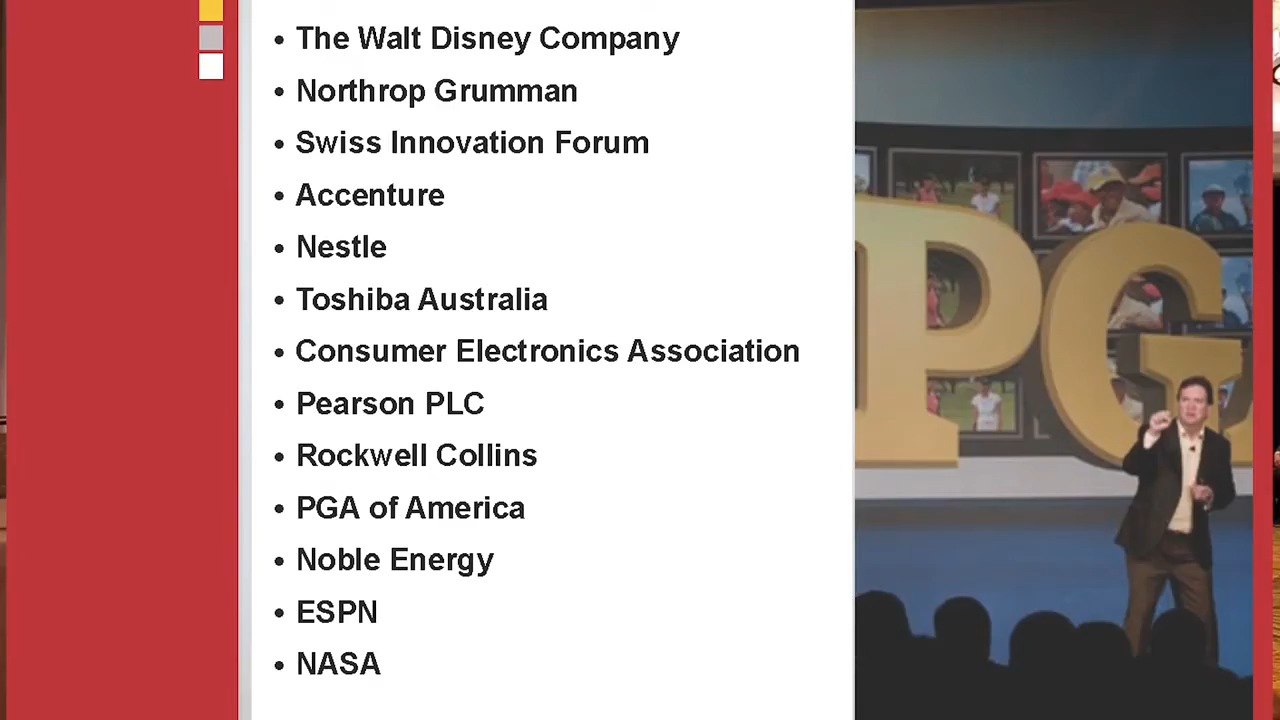 • The Walt Disney Company
• Northrop Grumman
• Swiss Innovation Forum
• Accenture
• Nestle
• Toshiba Australia
• Consumer Electronics Association
• Pearson PLC
• Rockwell Collins
• PGA of America
• Noble Energy
• ESPN
• NASA
PG